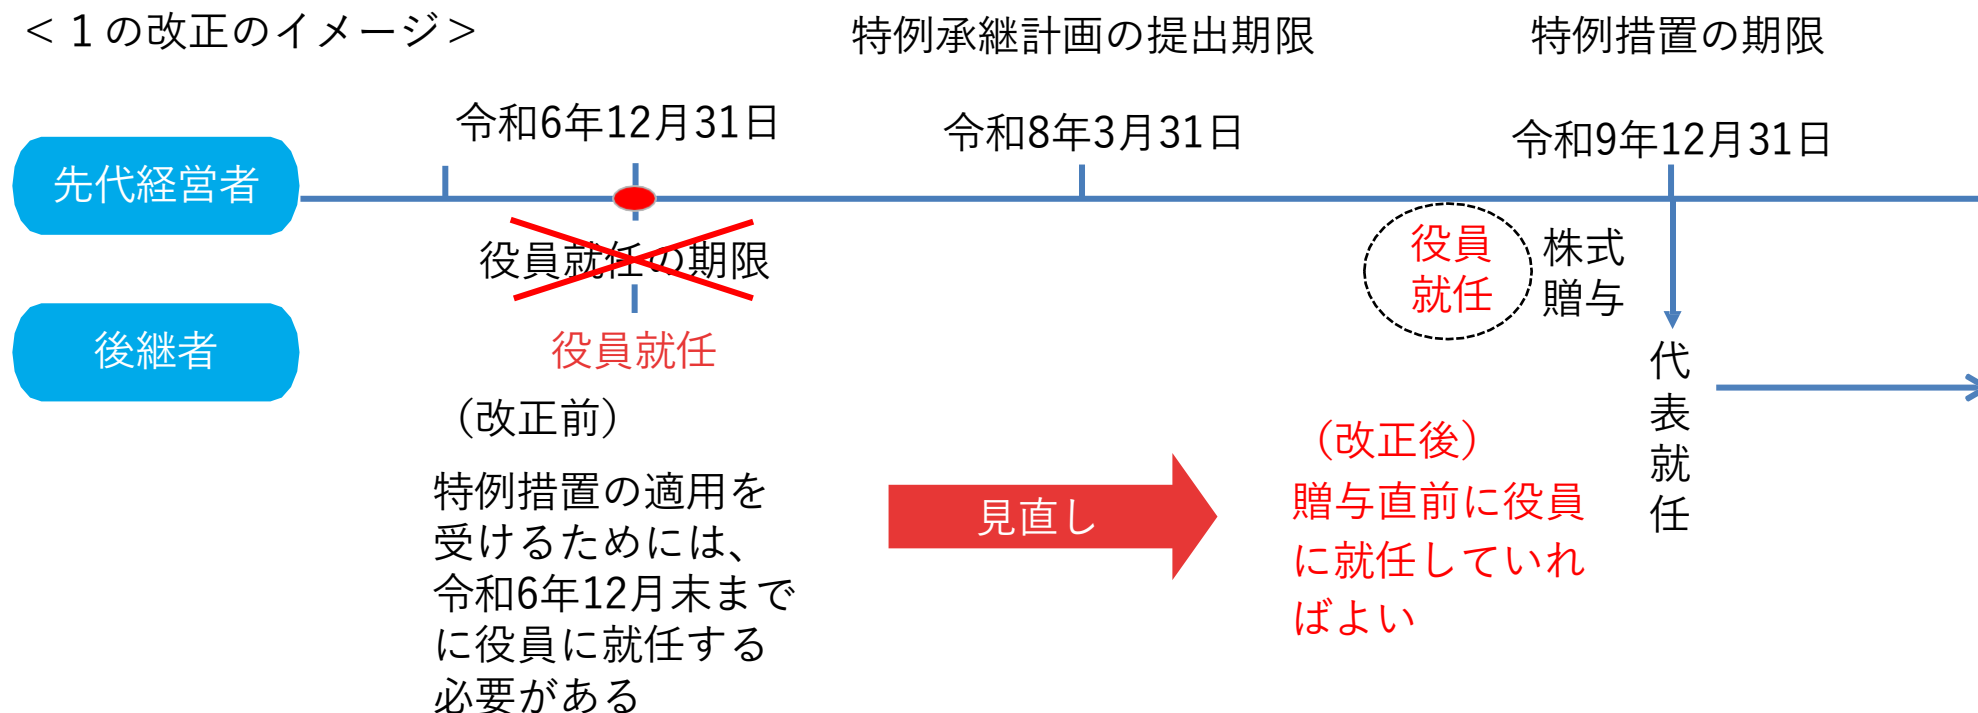 ＜１の改正のイメージ＞
特例承継計画の提出期限
特例措置の期限
令和6年12月31日
令和8年3月31日
令和9年12月31日
先代経営者
役員就任の期限
役員
就任
株式
贈与
後継者
役員就任
代表就任
（改正前）
特例措置の適用を
受けるためには、
令和6年12月末まで
に役員に就任する
必要がある
見直し
（改正後）
贈与直前に役員
に就任していれ
ばよい